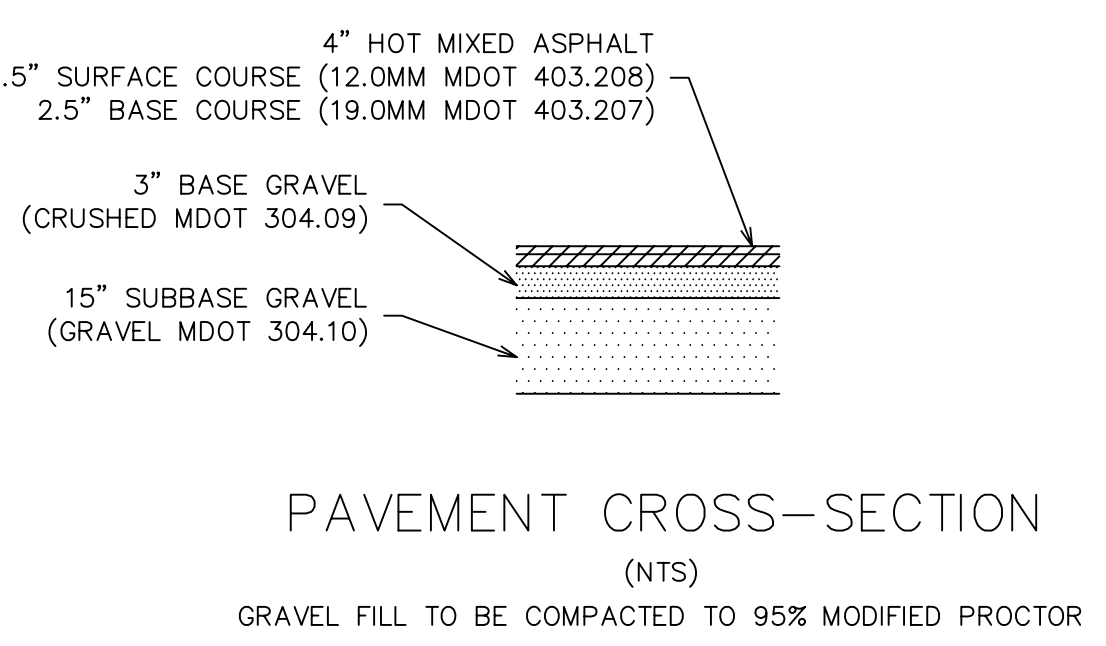 4” HOT MIXED ASPHALT
.5” SURFACE COURSE (12.0MM MDOT 403.208)
2.5” BASE COURSE (19.0MM MDOT 403.207)
3” BASE GRAVEL
(CRUSHED MDOT 304.09)
15” SUBBASE GRAVEL
(GRAVEL MDOT 304.10)
PAVEMENT CROSS-SECTION
(NTS)
GRAVEL FILL TO BE COMPACTED TO 95% MODIFIED PROCTOR